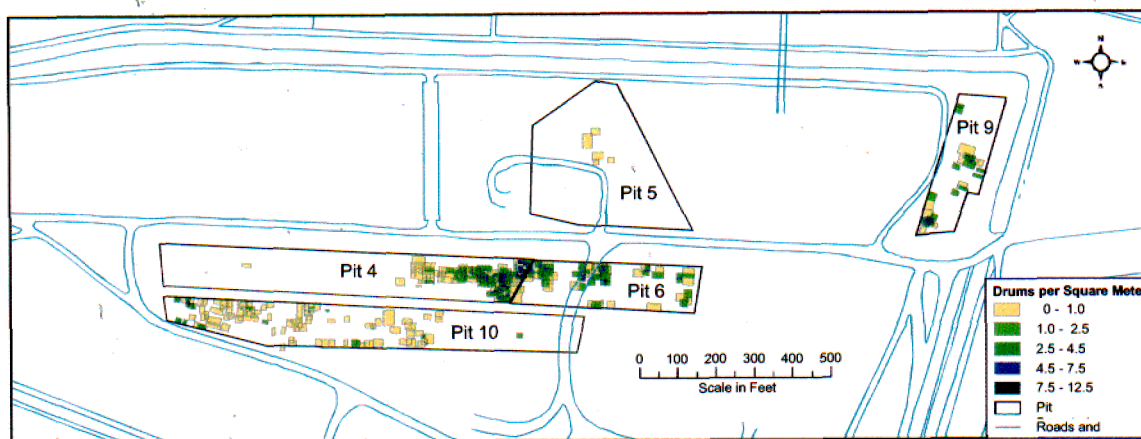 N
W E
S
Pit 9
Pit 5
Pit 4
Pit 6
Pit 10
0 100 200 300 400 500
Scale in Feet
Drums per Square Mete
0 - 1.0
1.0 - 2.5
2.5 - 4.5
4.5 - 7.5
7.5 - 12.5
Pit
Roads and